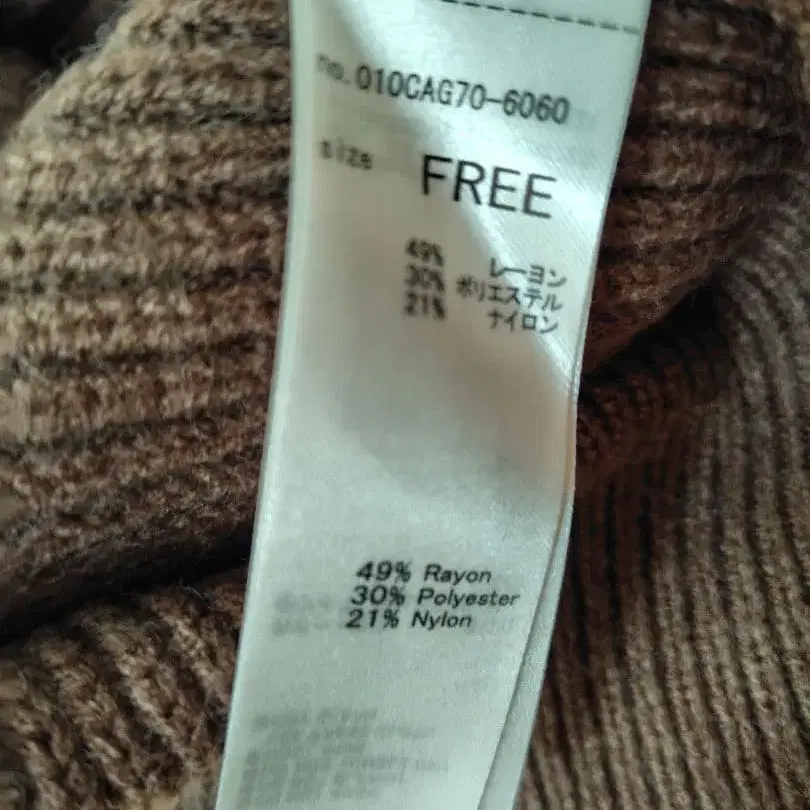 no.010CAG70-6060
size FREE
49% レーヨン
30% ポリエステル
21% ナイロン
49% Rayon
30% Polyester
21% Nylon